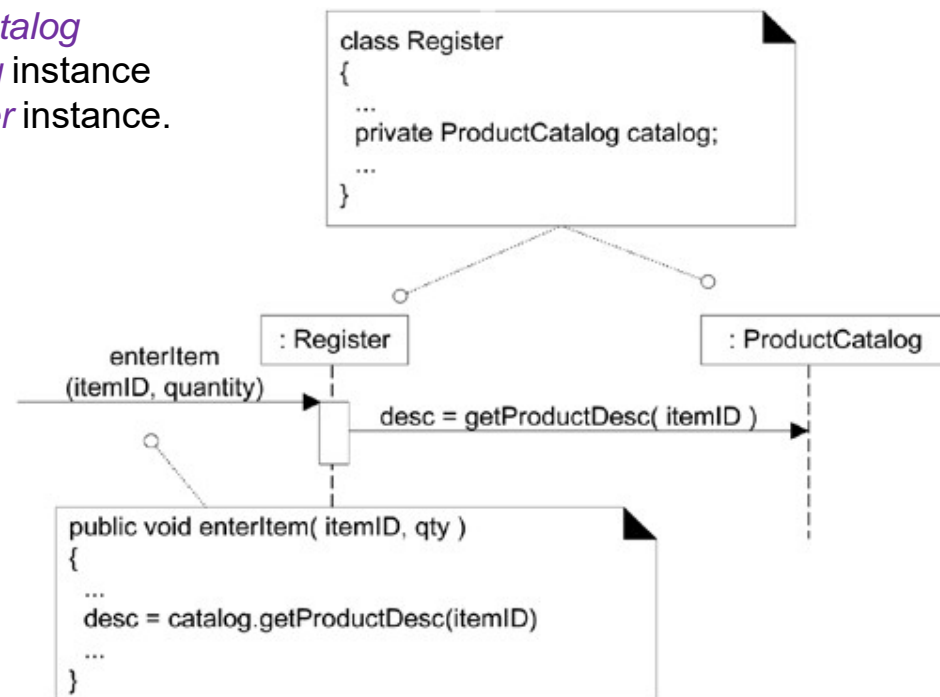 instance
instance.
class Register
{
...
private ProductCatalog catalog;
...
}
: Register
: ProductCatalog
enterItem
(itemID, quantity)
desc = getProductDesc( itemID )
public void enterItem( itemID, qty )
{
...
desc = catalog.getProductDesc(itemID)
...
}